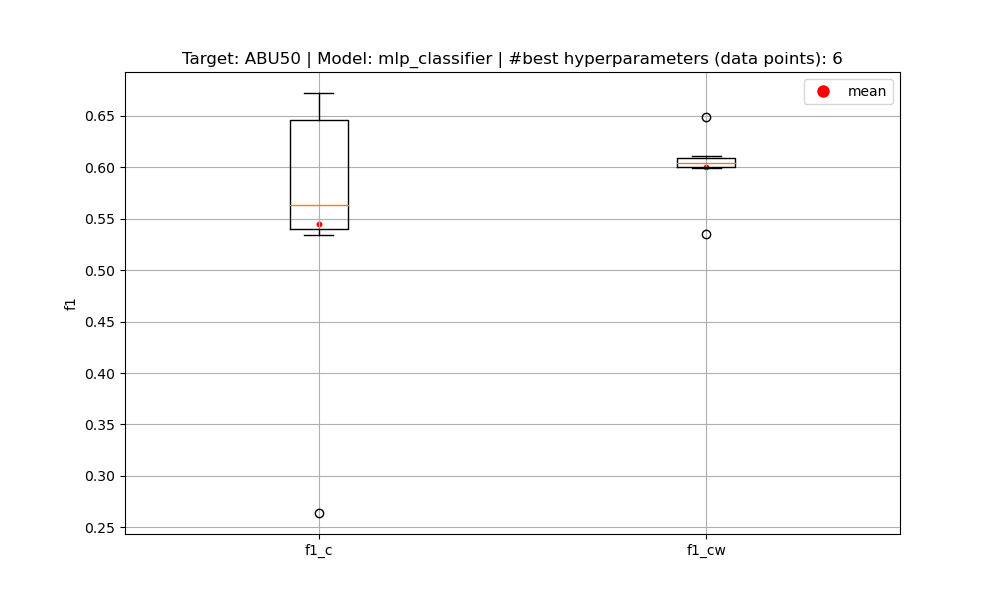 Target: ABU50 | Model: mlp_classifier | #best hyperparameters (data points): 6
mean
0.65
0.60
0.55
0.50
0.45
0.40
0.35
0.30
0.25
f1
f1_c
f1_cw